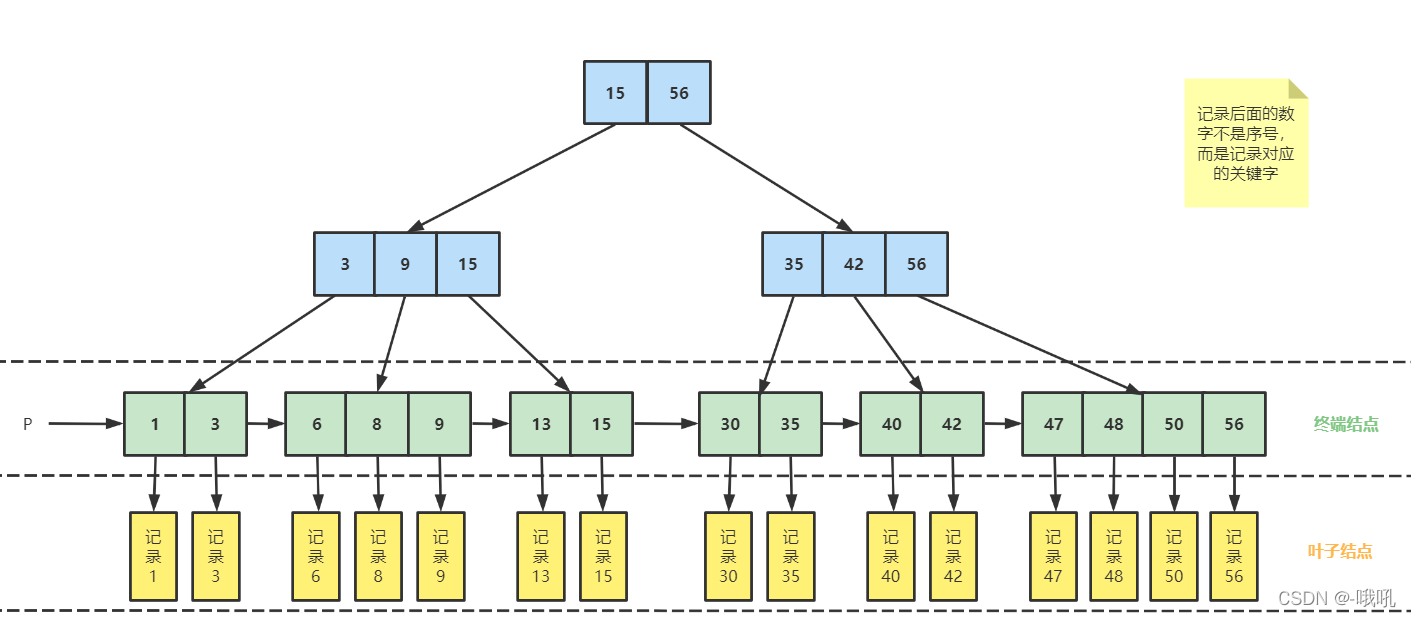 15 56
记录后面的数
字不是序号，
而是记录对应
的关键字
3 9 15 35 42 56
P 1 3 6 8 9 13 15 30 35 40 42 47 48 50 56 终端结点
记录1 记录3 记录6 记录8 记录9 记录13 记录15 记录30 记录35 记录40 记录42 记录47 记录48 记录50 记录56 叶子结点
CSDN @-哦吼